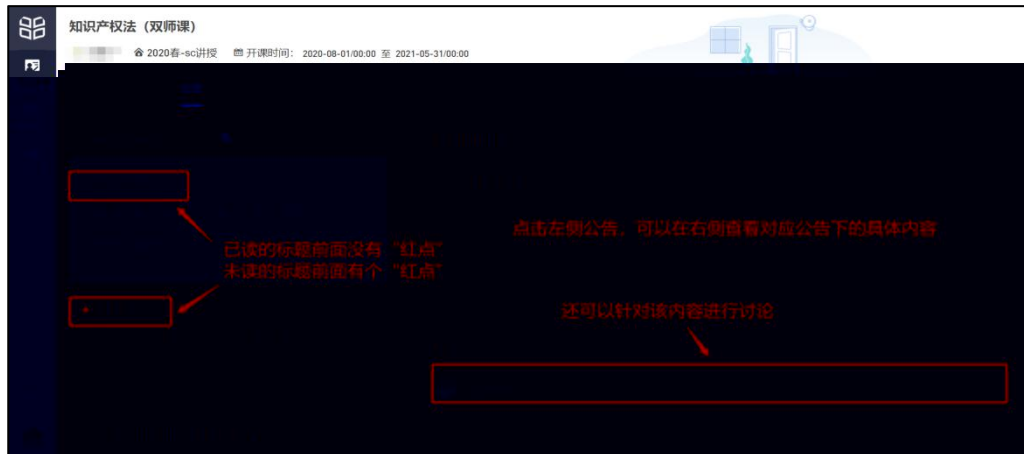 知识产权法（双师课）
2020春-sc讲授 开课时间： 2020-08-01/00:00 至 2021-05-31/00:00
点击左侧公告，可以在右侧查看对应公告下的具体内容
已读的标题前面没有“红点”
未读的标题前面有个“红点”
还可以针对该内容进行讨论